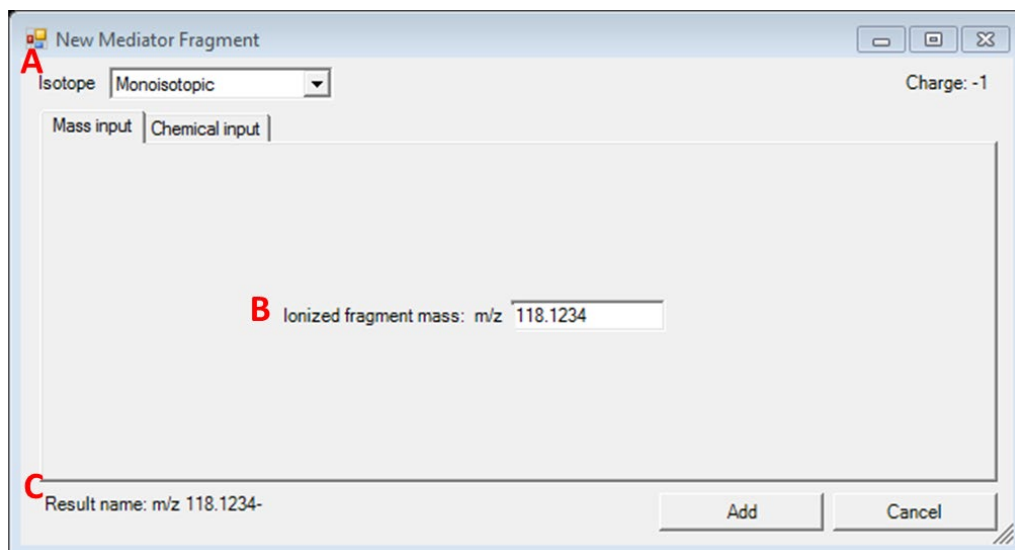 New Mediator Fragment
A
Isotope Monoisotopic Charge: -1
Mass input Chemical input
B Ionized fragment mass: m/z 118.1234
C
Result name: m/z 118.1234-
Add Cancel